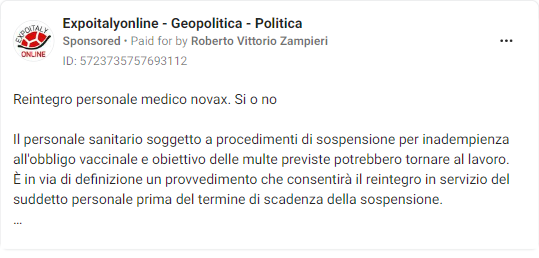 EXPOITALY
ONLINE
Expoitalyonline - Geopolitica - Politica
Sponsored • Paid for by Roberto Vittorio Zampieri
ID: 5723735757693112
Reintegro personale medico novax. Si o no
Il personale sanitario soggetto a procedimenti di sospensione per inadempienza
all'obbligo vaccinale e obiettivo delle multe previste potrebbero tornare al lavoro.
È in via di definizione un provvedimento che consentirà il reintegro in servizio del
suddetto personale prima del termine di scadenza della sospensione.
...